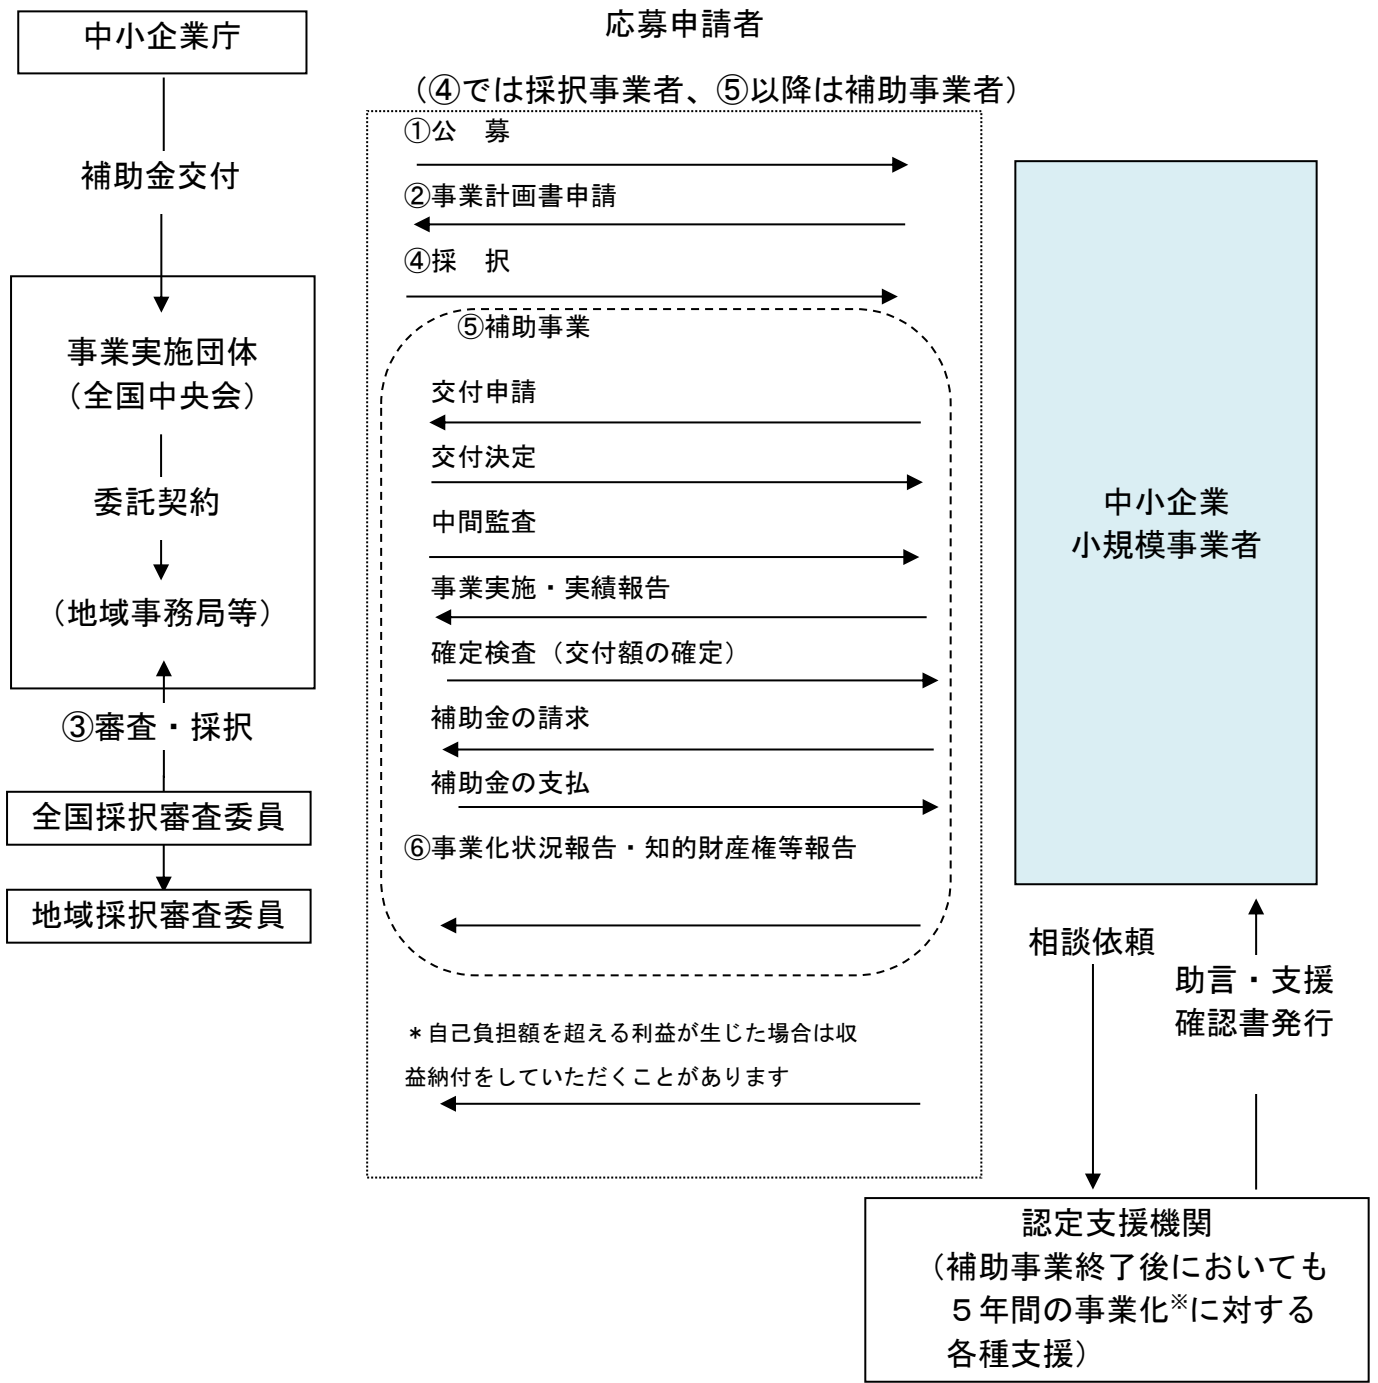 中小企業庁
補助金交付
事業実施団体
（全国中央会）
委託契約
（地域事務局等）
③審査・採択
全国採択審査委員
地域採択審査委員
応募申請者
（④では採択事業者、⑤以降は補助事業者）
①公　募
②事業計画書申請
④採　択
⑤補助事業
交付申請
交付決定
中間監査
事業実施・実績報告
確定検査（交付額の確定）
補助金の請求
補助金の支払
⑥事業化状況報告・知的財産権等報告
＊自己負担額を超える利益が生じた場合は収
益納付をしていただくことがあります
中小企業
小規模事業者
相談依頼
助言・支援
確認書発行
認定支援機関
（補助事業終了後においても
５年間の事業化※に対する
各種支援）